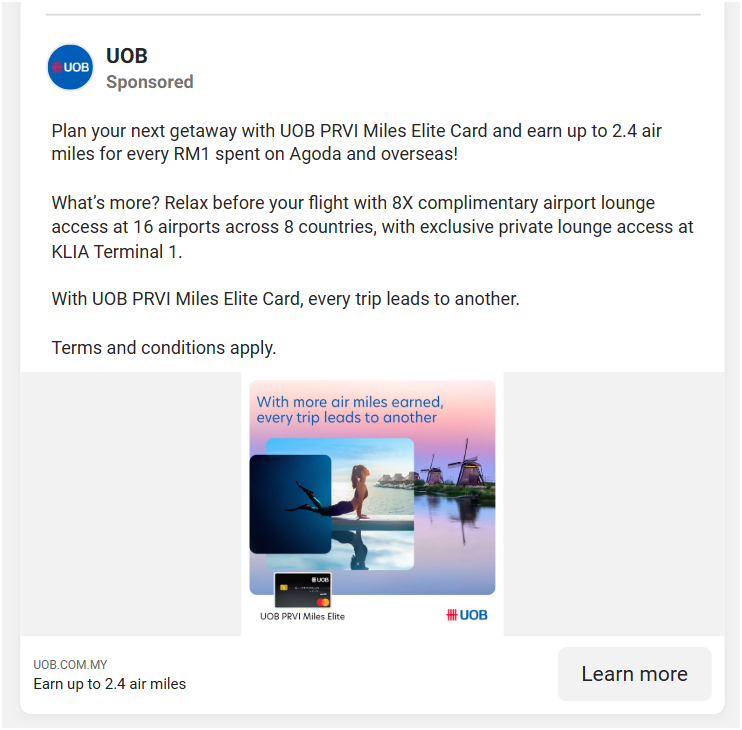 UOB
UOB
Sponsored
Plan your next getaway with UOB PRVI Miles Elite Card and earn up to 2.4 air
miles for every RM1 spent on Agoda and overseas!
What’s more? Relax before your flight with 8X complimentary airport lounge
access at 16 airports across 8 countries, with exclusive private lounge access at
KLIA Terminal 1.
With UOB PRVI Miles Elite Card, every trip leads to another.
Terms and conditions apply.
With more air miles earned,
every trip leads to another
UOB
UOB PRVI Miles Elite
UOB
UOB.COM.MY
Earn up to 2.4 air miles
Learn more